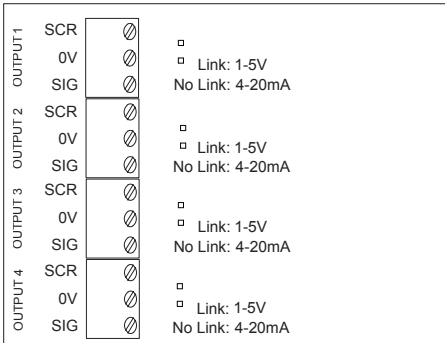 OUTPUT 1
SCR
0V
SIG
Link: 1-5V
No Link: 4-20mA
OUTPUT 2
SCR
0V
SIG
Link: 1-5V
No Link: 4-20mA
OUTPUT 3
SCR
0V
SIG
Link: 1-5V
No Link: 4-20mA
OUTPUT 4
SCR
0V
SIG
Link: 1-5V
No Link: 4-20mA